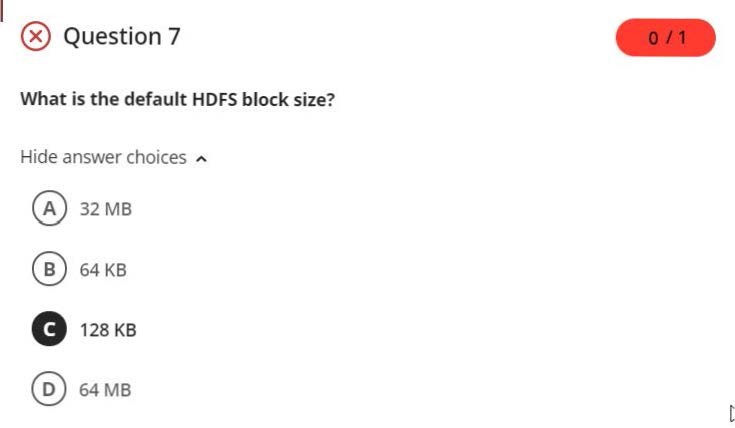 Question 7
0 / 1
What is the default HDFS block size?
Hide answer choices
A 32 MB
B 64 KB
C 128 KB
D 64 MB